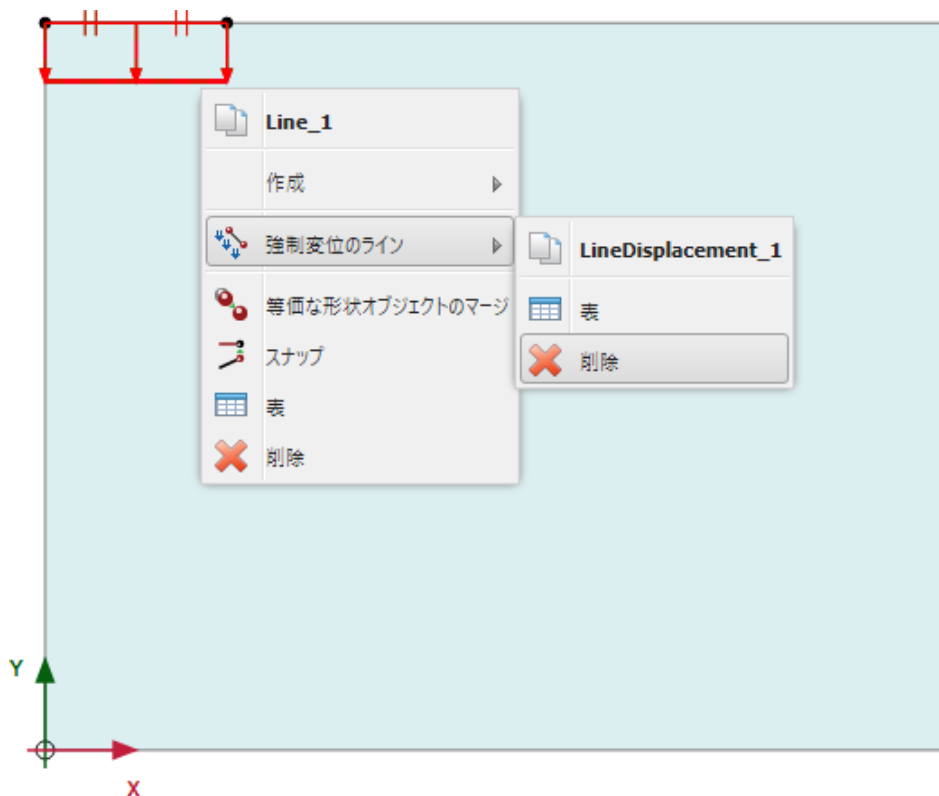 Line_1
作成
強制変位のライン
LineDisplacement_1
等価な形状オブジェクトのマージ
表
スナップ
削除
表
削除
Y
X